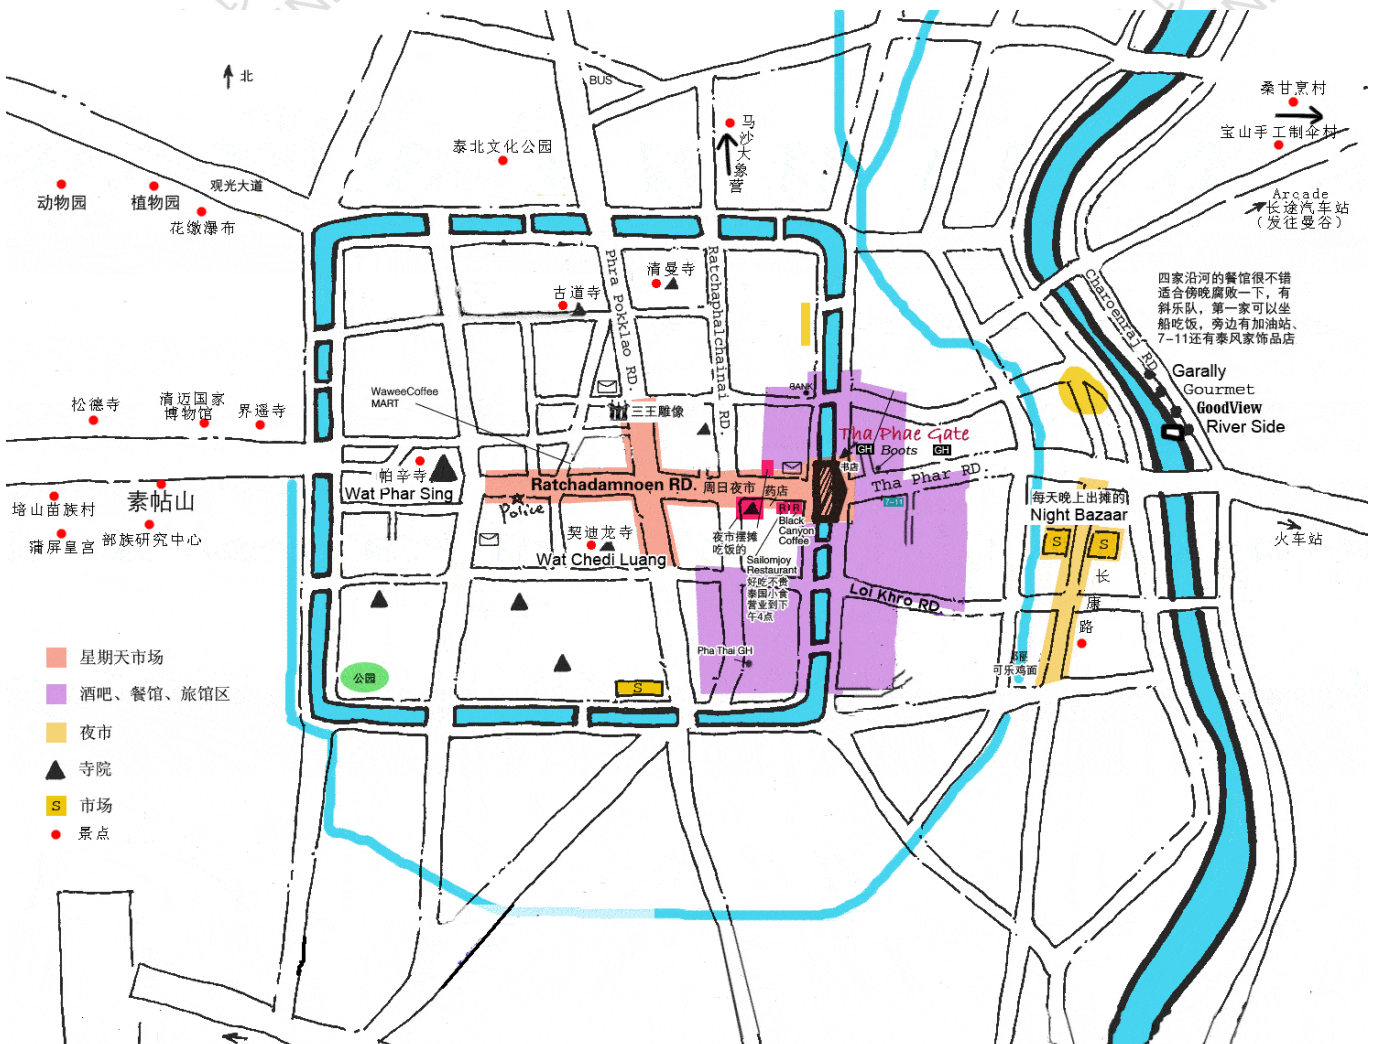 北
BUS
桑甘烹村
宝山手工制伞村
马沙大象营
泰北文化公园
观光大道
动物园
植物园
花缴瀑布
Arcade
长途汽车站
(发往曼谷)
四家沿河的餐馆很不错
适合傍晚腐败一下，有
斜乐队，第一家可以坐
船吃饭，旁边有加油站、
7-11还有泰风家饰品店
清曼寺
古道寺
Phra Pokklao RD.
Ratchaphalchainai RD.
Charoenraj RD.
Garally
Gourmet
GoodView
River Side
BANK
WaweeCoffee
MART
三王雕像
松德寺
清迈国家
博物馆
界遥寺
Tha Phae Gate
GH
Boots
GH
书店
Tha Phar RD.
帕辛寺
Wat Phar Sing
Ratchadamnoen RD.
周日夜市
药店
7-11
素帖山
培山苗族村
蒲屏皇宫
部族研究中心
Police
契迪龙寺
Wat Chedi Luang
夜市摆摊
吃饭的
R
R
Black
Canyon
Coffee
Sailomjoy
Restaurant
好吃不贵
泰国小食
营业到下
午4点
每天晚上出摊的
Night Bazaar
S
S
火车站
长康路
Loi Khro RD.
可乐鸡面
Pha Thai GH
公园
S
星期天市场
酒吧、餐馆、旅馆区
夜市
寺院
S
市场
景点